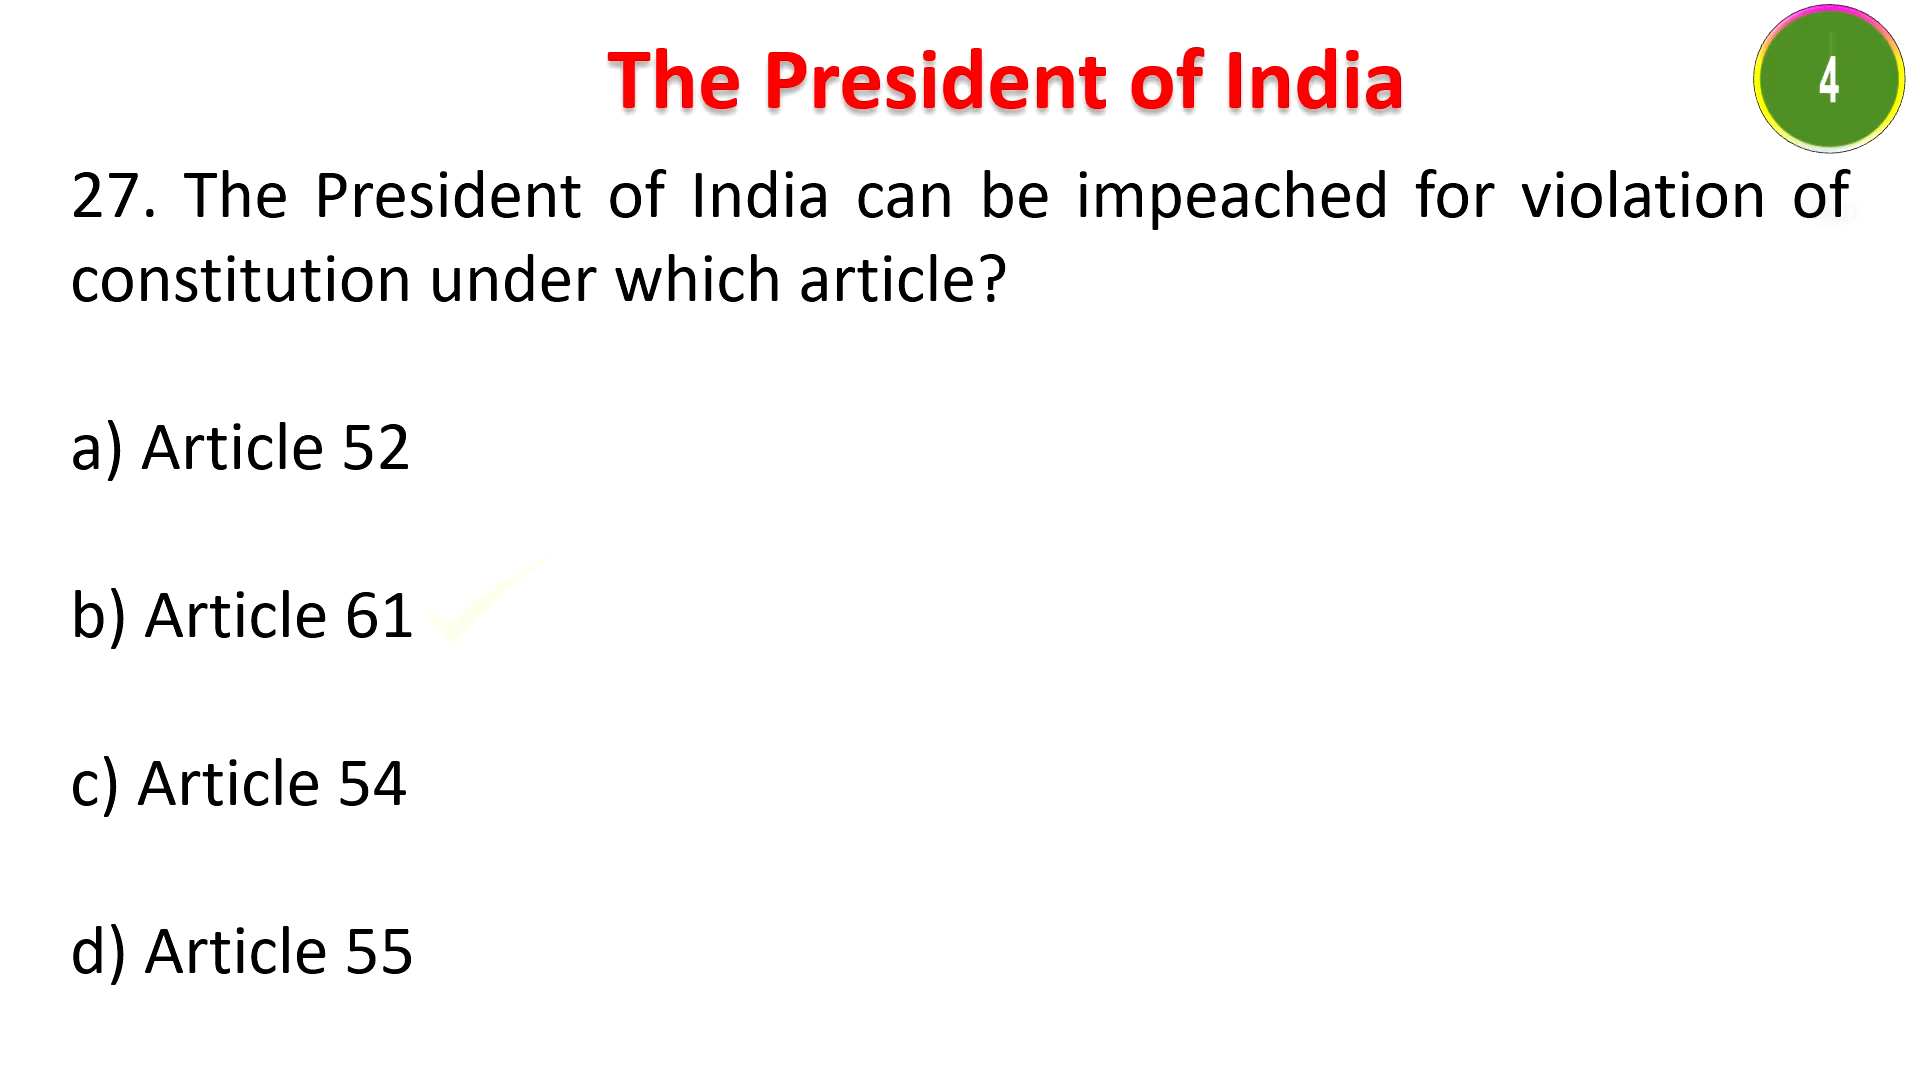 The President of India
4
27. The President of India can be impeached for violation of
constitution under which article?
a) Article 52
b) Article 61
c) Article 54
d) Article 55